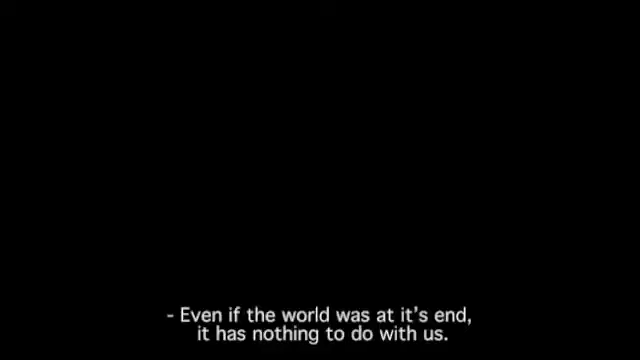 - Even if the world was at it’s end,
it has nothing to do with us.